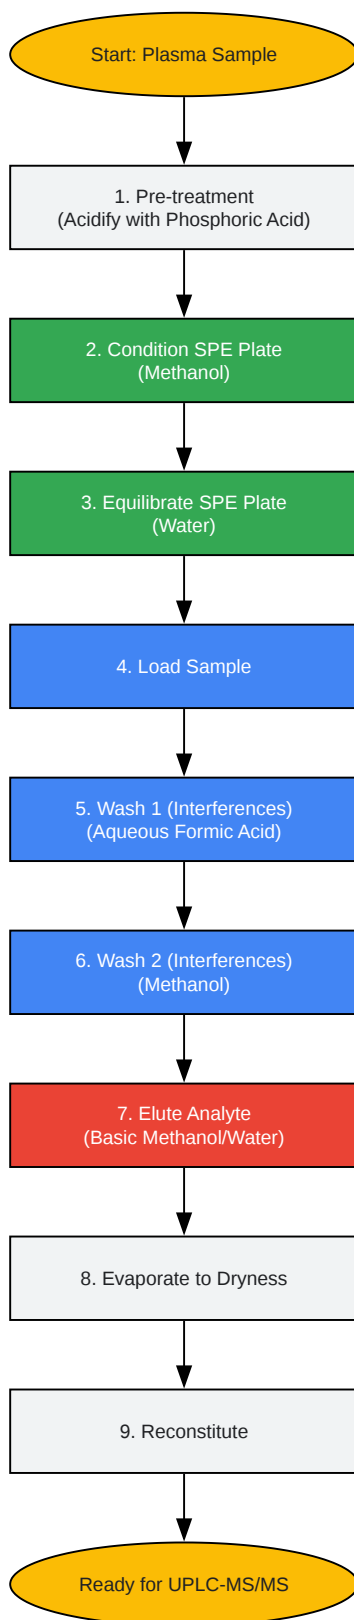 Start: Plasma Sample
1. Pre-treatment
(Acidify with Phosphoric Acid)
2. Condition SPE Plate
(Methanol)
3. Equilibrate SPE Plate
(Water)
4. Load Sample
5. Wash 1 (Interferences)
(Aqueous Formic Acid)
6. Wash 2 (Interferences)
(Methanol)
7. Elute Analyte
(Basic Methanol/Water)
8. Evaporate to Dryness
9. Reconstitute
Ready for UPLC-MS/MS